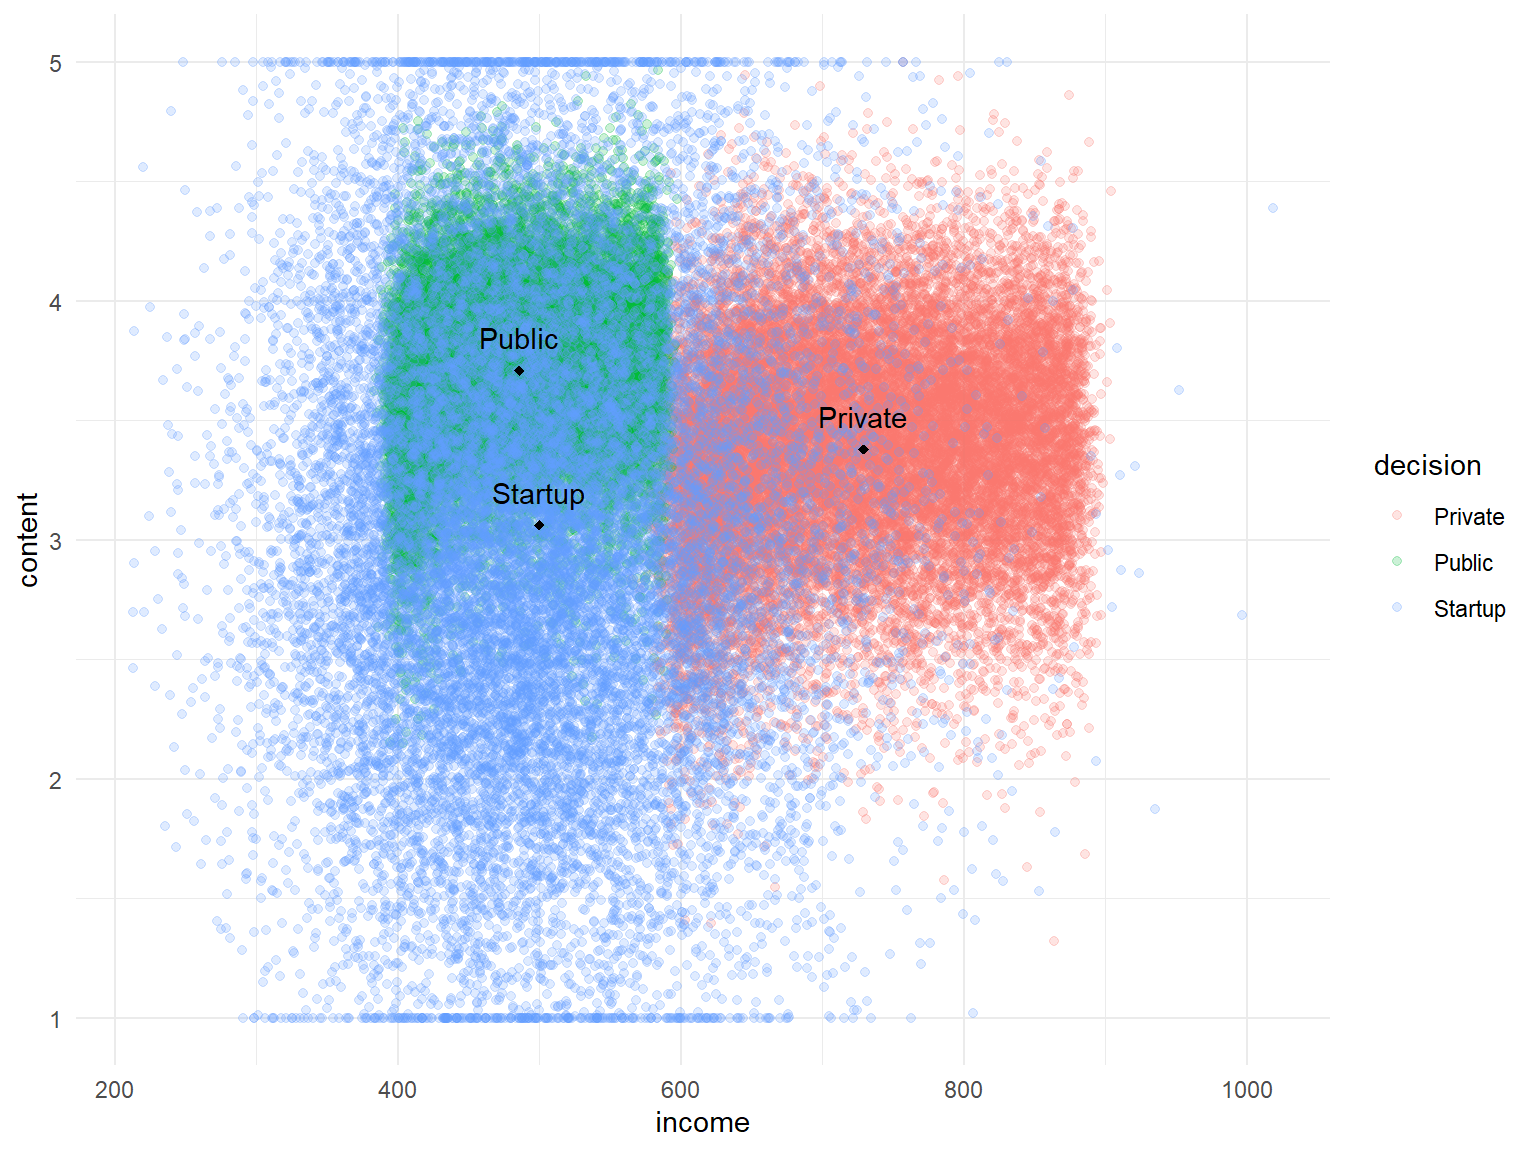 5
4
3
2
1
content
Public
Private
Startup
200 400 600 800 1000
income
decision
Private
Public
Startup